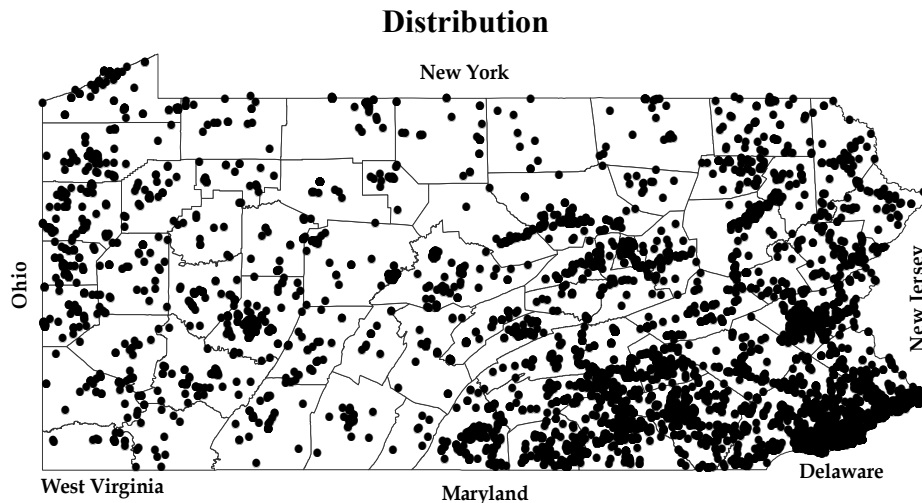 Distribution
New York
Ohio
New Jersey
West Virginia
Maryland
Delaware